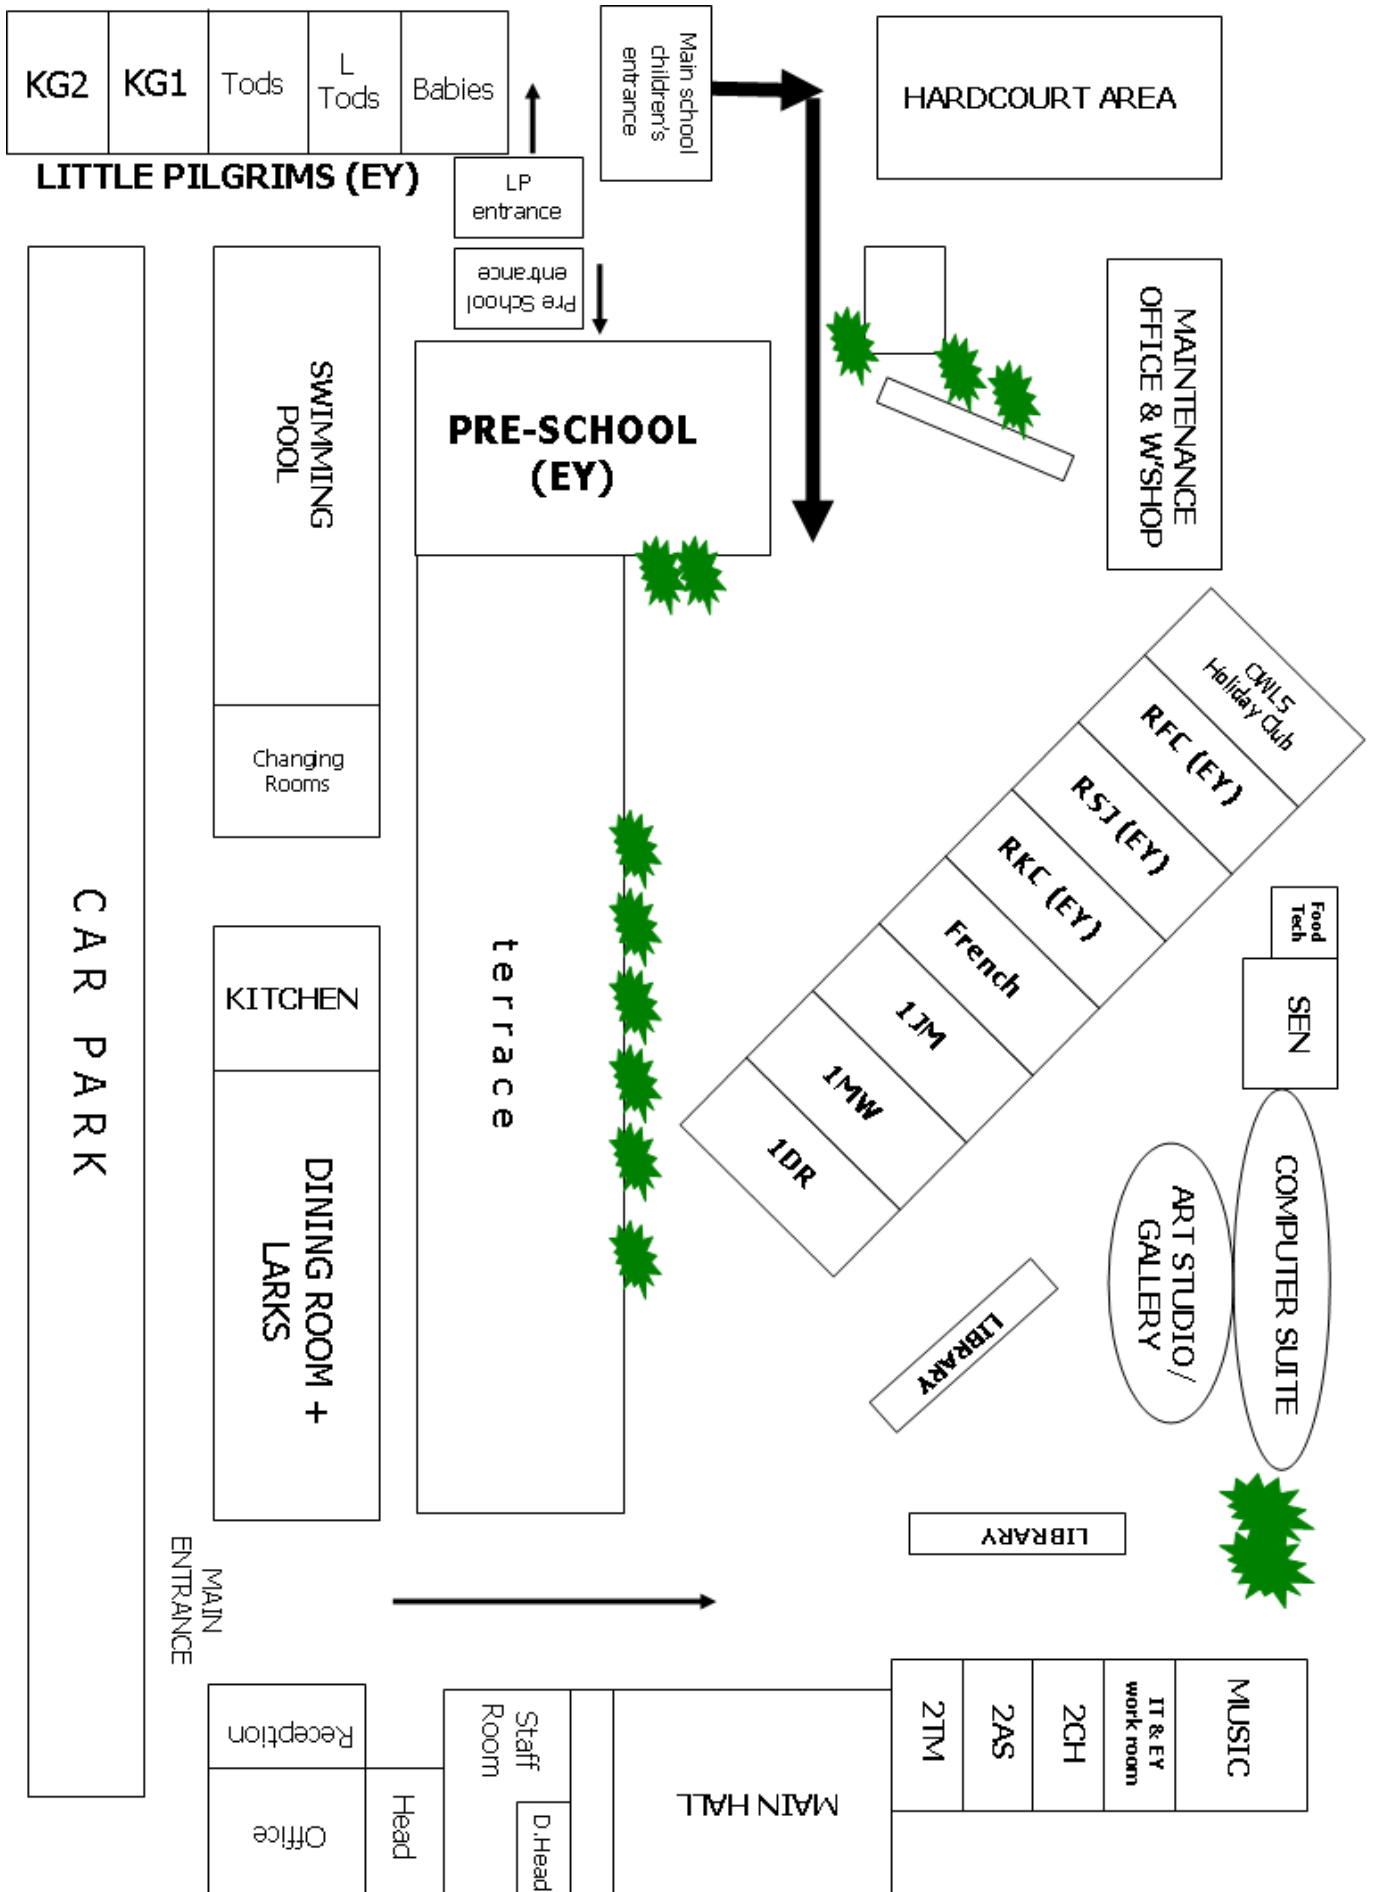 KG2
KG1
Tods
L
Tods
Babies
LITTLE PILGRIMS (EY)
LP
entrance
Pre School
entrance
Main school
children's
entrance
HARDCOURT AREA
SWIMMING
POOL
Changing
Rooms
PRE-SCHOOL
(EY)
MAINTENANCE
OFFICE & W'SHOP
CWLS
Holiday Club
RFC (EY)
RSJ (EY)
RKC (EY)
French
1JM
1MW
1DR
Food
Tech
SEN
COMPUTER SUITE
ART STUDIO/
GALLERY
LIBRARY
LIBRARY
CAR PARK
KITCHEN
DINING ROOM +
LARKS
terrace
MAIN
ENTRANCE
Reception
Office
Head
Staff
Room
D.Head
MAIN HALL
2TM
2AS
2CH
IT & EY
work room
MUSIC